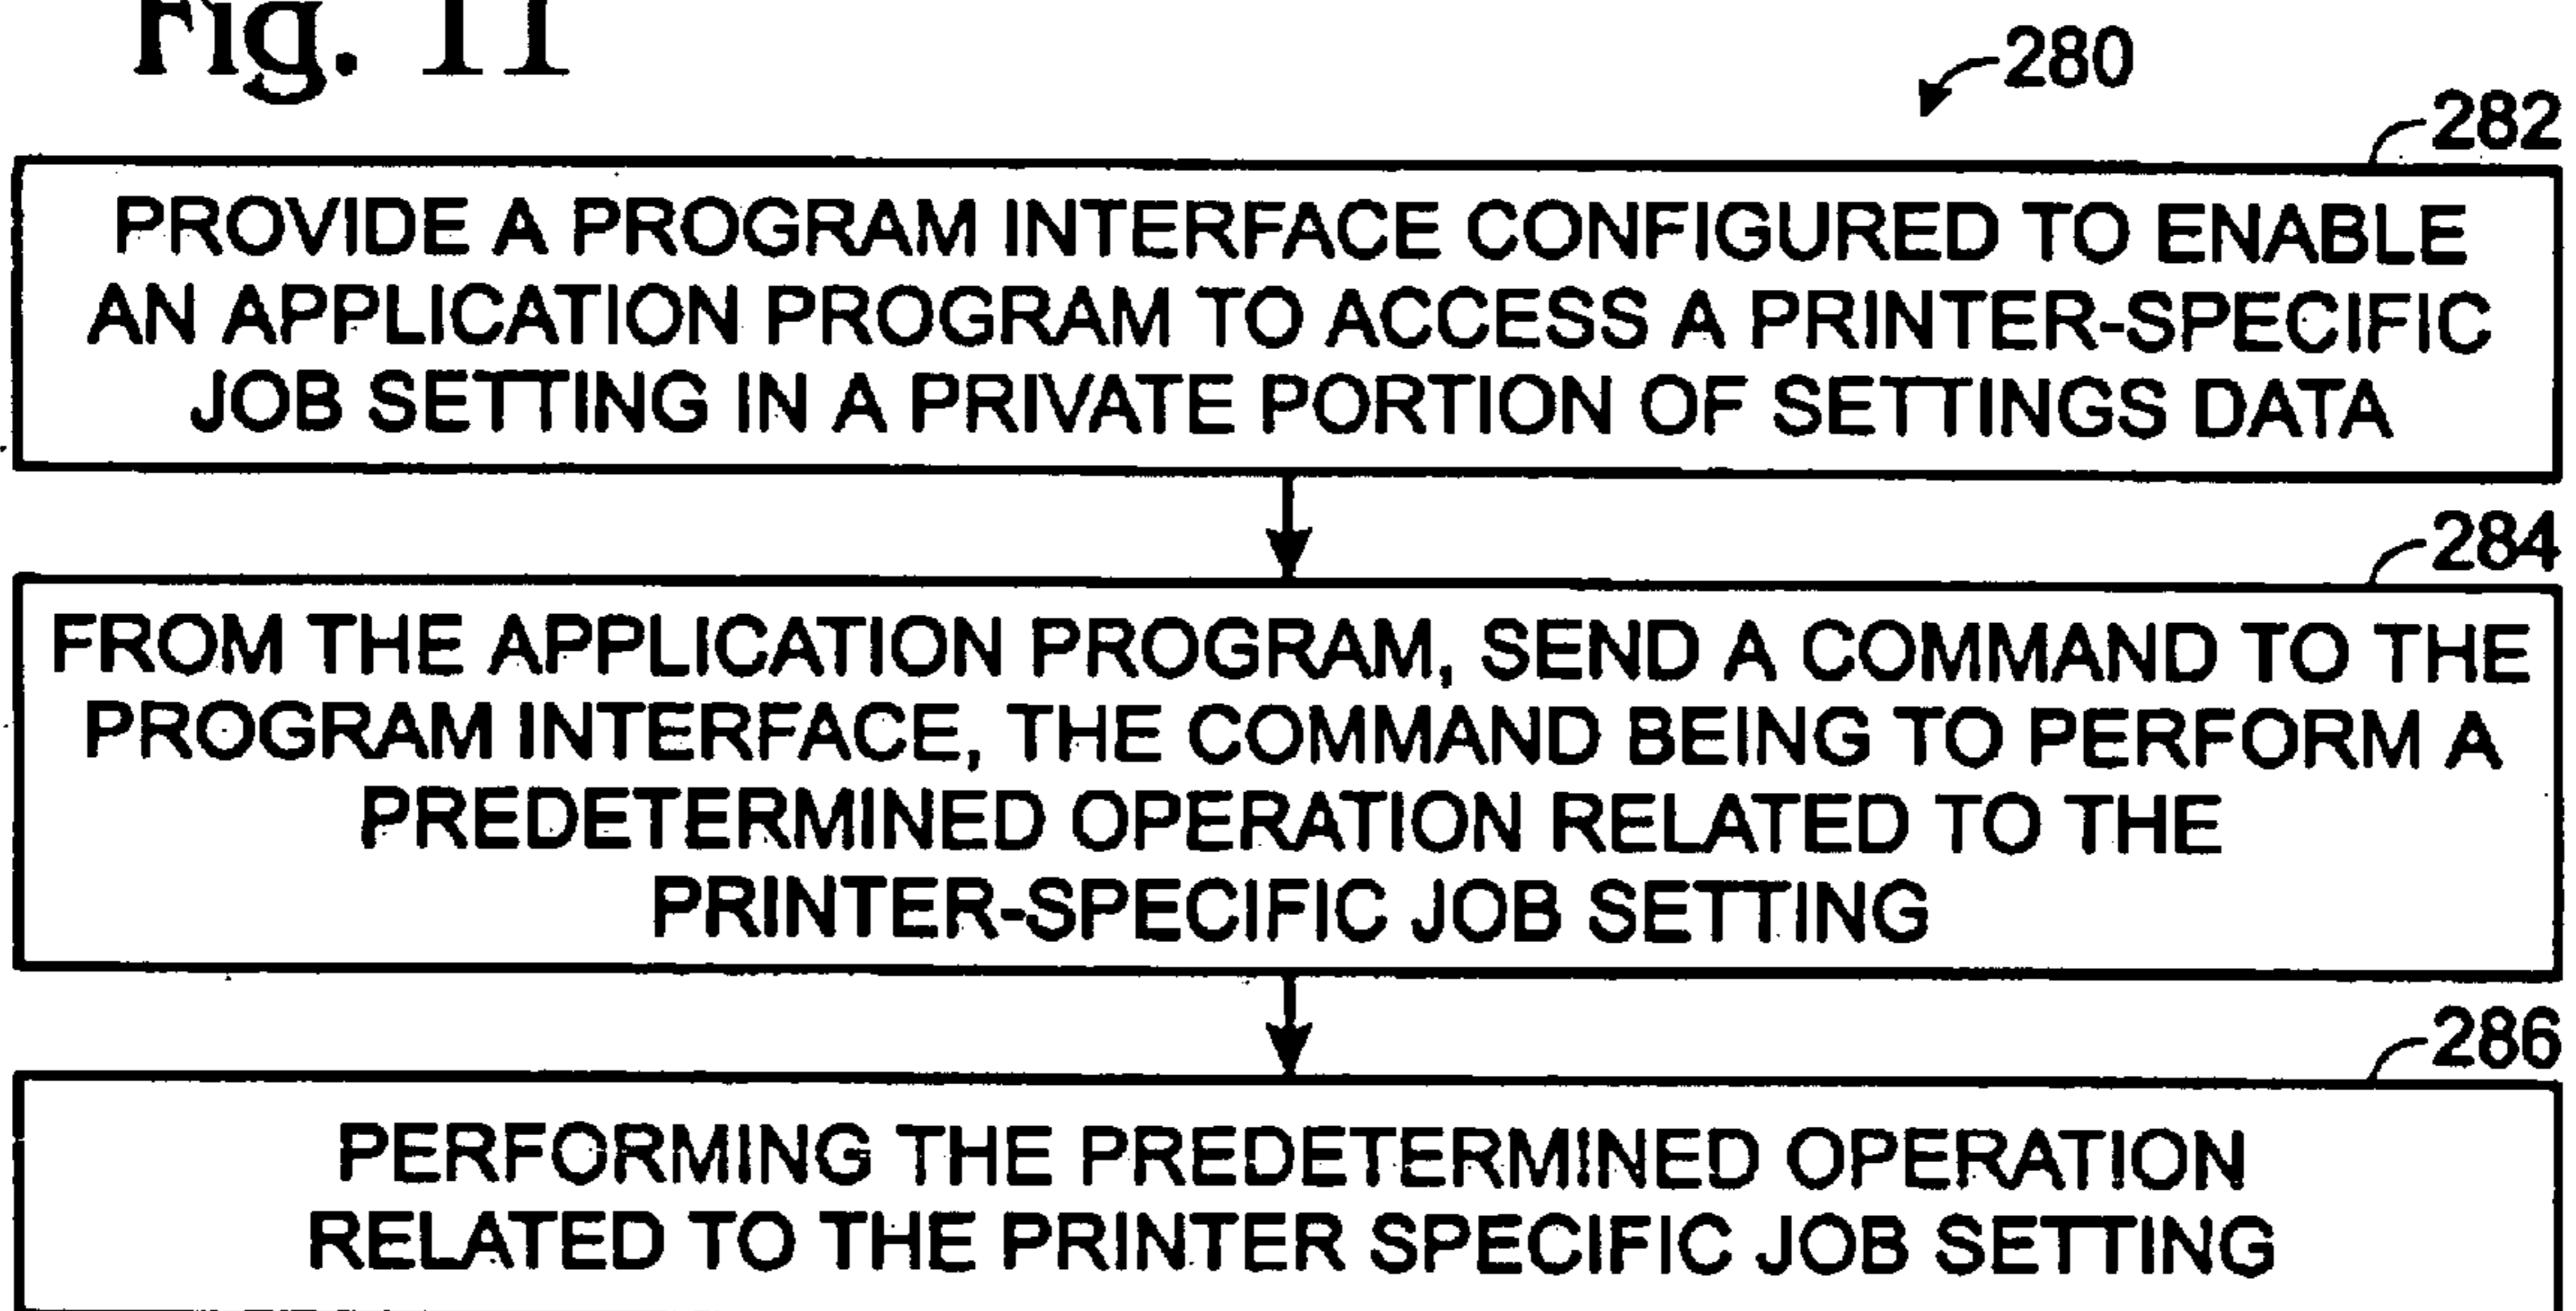 Fig. 11
280
282
PROVIDE A PROGRAM INTERFACE CONFIGURED TO ENABLE
AN APPLICATION PROGRAM TO ACCESS A PRINTER-SPECIFIC
JOB SETTING IN A PRIVATE PORTION OF SETTINGS DATA
284
FROM THE APPLICATION PROGRAM, SEND A COMMAND TO THE
PROGRAM INTERFACE, THE COMMAND BEING TO PERFORM A
PREDETERMINED OPERATION RELATED TO THE
PRINTER-SPECIFIC JOB SETTING
286
PERFORMING THE PREDETERMINED OPERATION
RELATED TO THE PRINTER SPECIFIC JOB SETTING